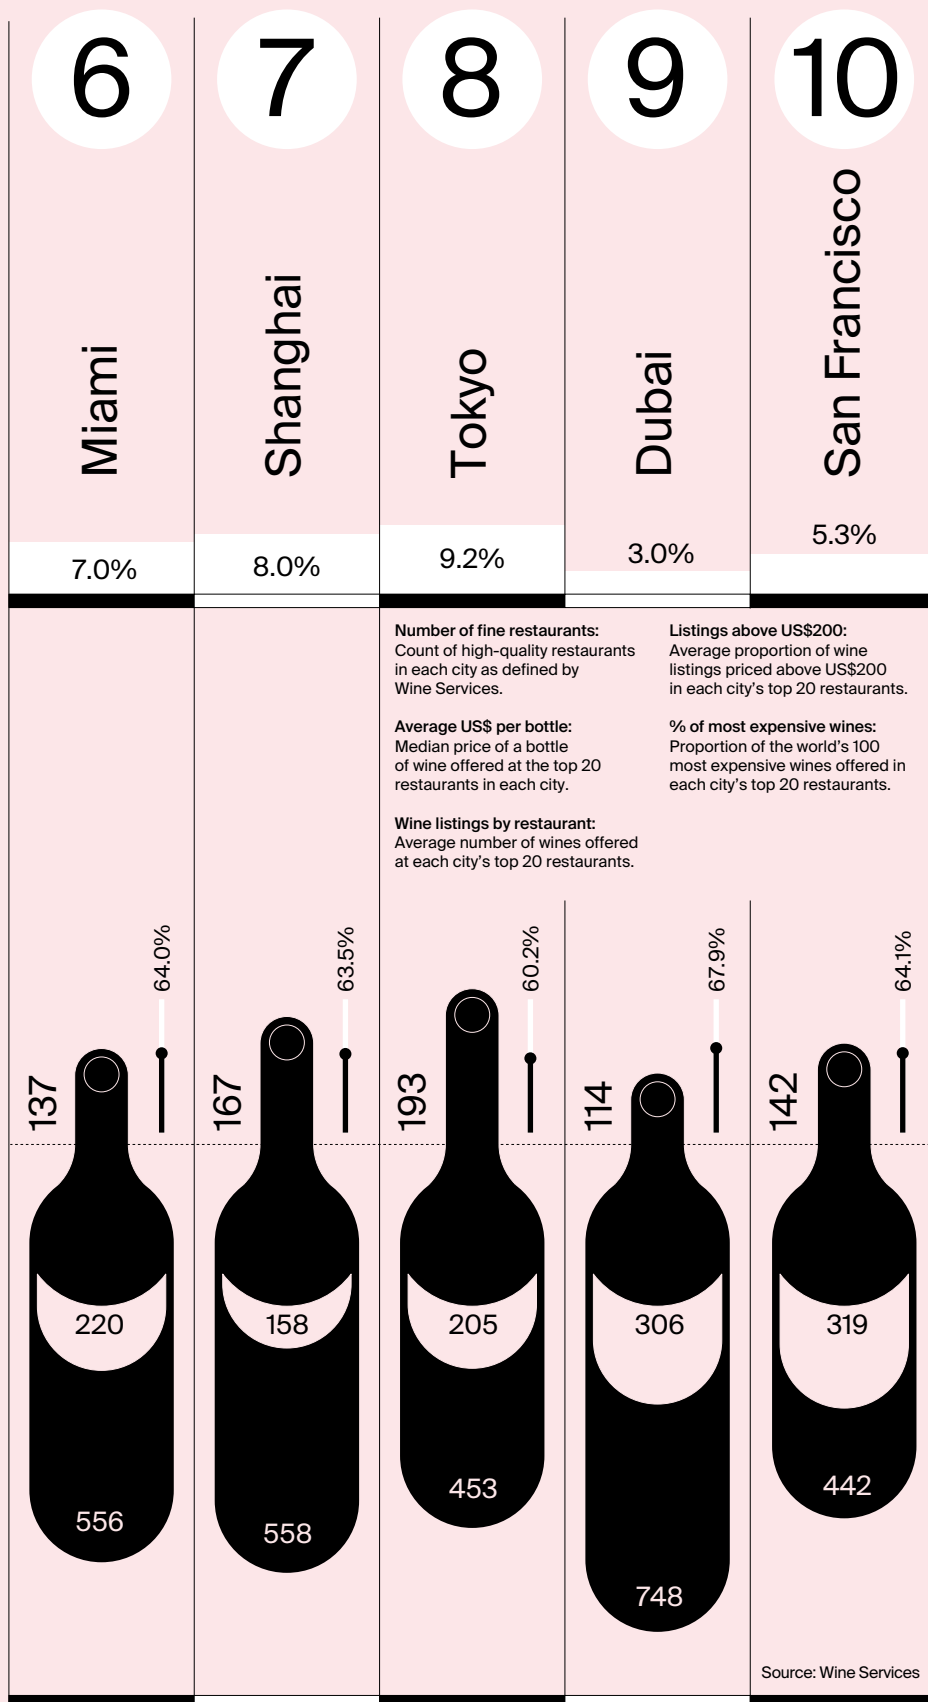 6
7
8
9
10
Miami
Shanghai
Tokyo
Dubai
San Francisco
7.0%
8.0%
9.2%
3.0%
5.3%
Number of fine restaurants:
Count of high-quality restaurants
in each city as defined by
Wine Services.
Average US$ per bottle:
Median price of a bottle
of wine offered at the top 20
restaurants in each city.
Wine listings by restaurant:
Average number of wines offered
at each city’s top 20 restaurants.
Listings above US$200:
Average proportion of wine
listings priced above US$200
in each city’s top 20 restaurants.
% of most expensive wines:
Proportion of the world’s 100
most expensive wines offered in
each city’s top 20 restaurants.
137
64.0%
167
63.5%
193
60.2%
114
67.9%
142
64.1%
220
158
205
306
319
556
558
453
748
442
Source: Wine Services